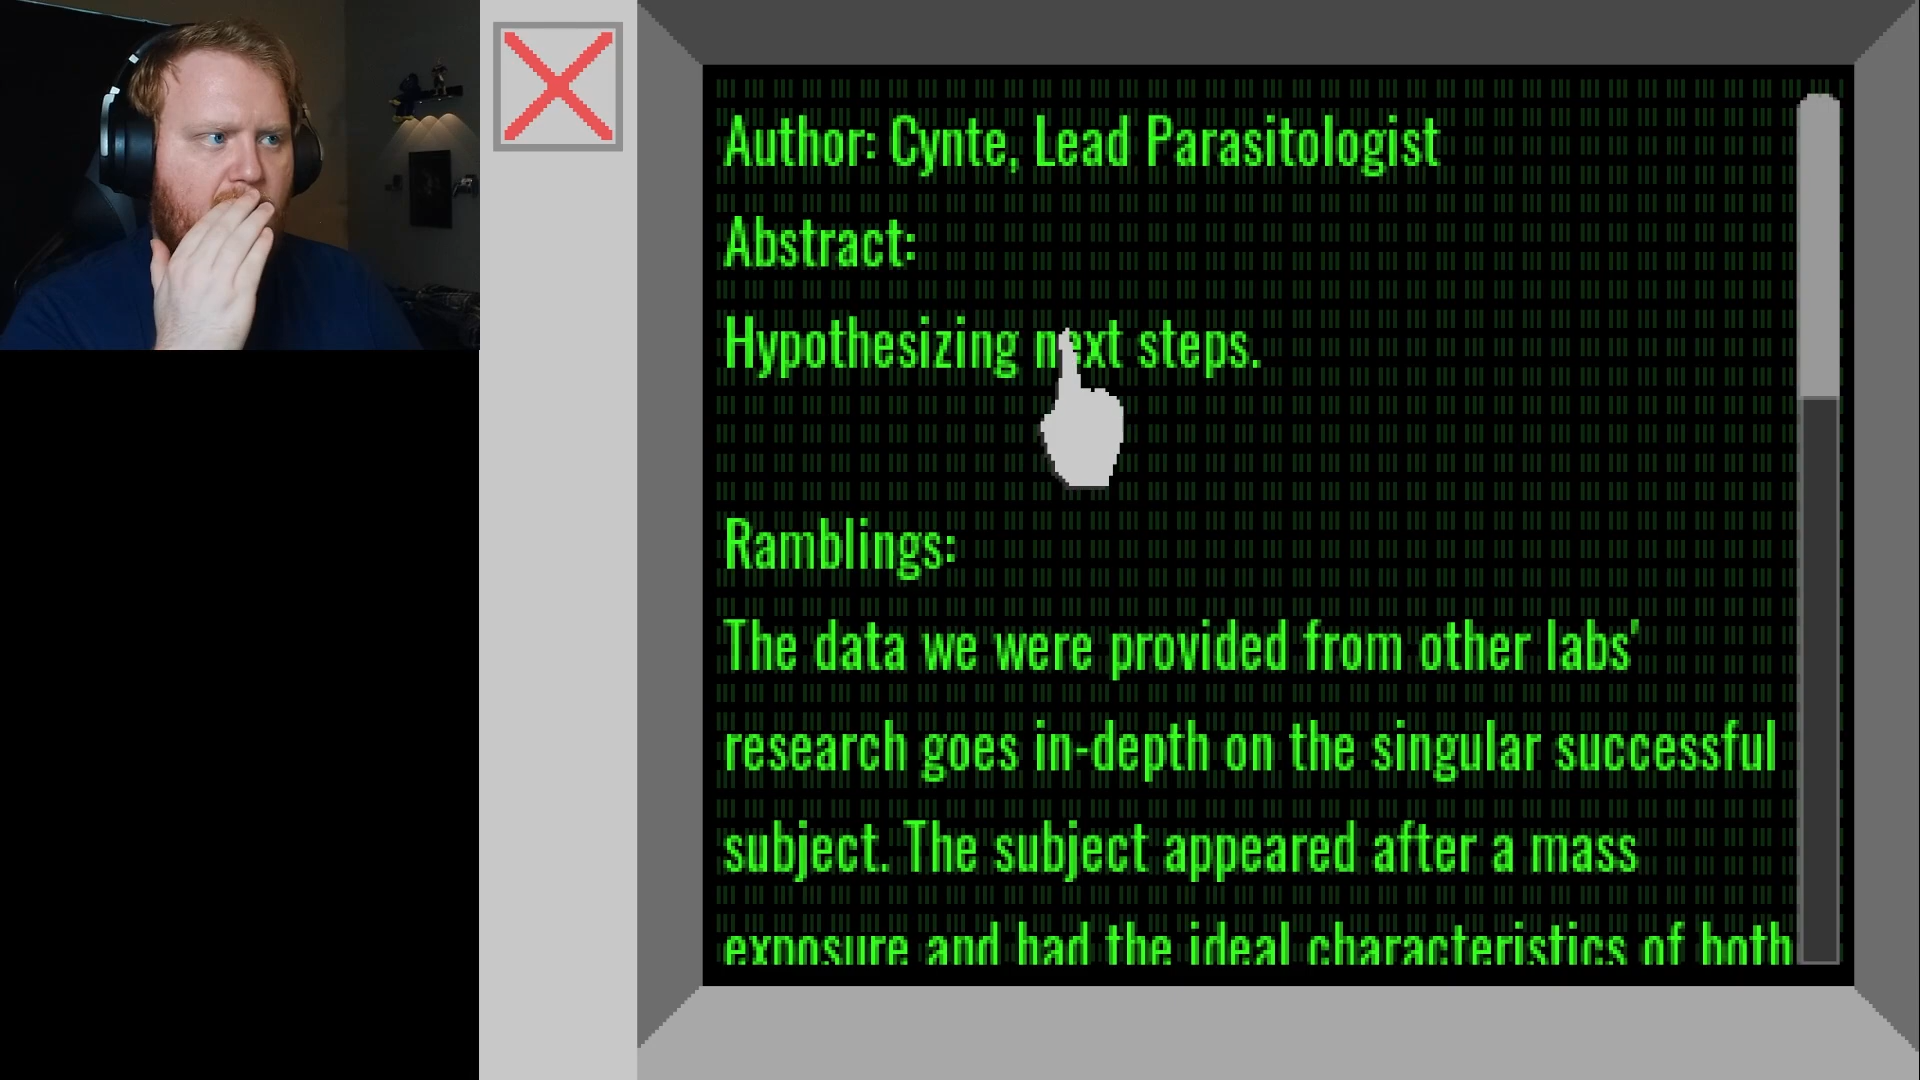 Author: Cynte, Lead Parasitologist
Abstract:
Hypothesizing next steps.
Ramblings:
The data we were provided from other labs'
research goes in-depth on the singular successful
subject. The subject appeared after a mass
exposure and had the ideal characteristics of both